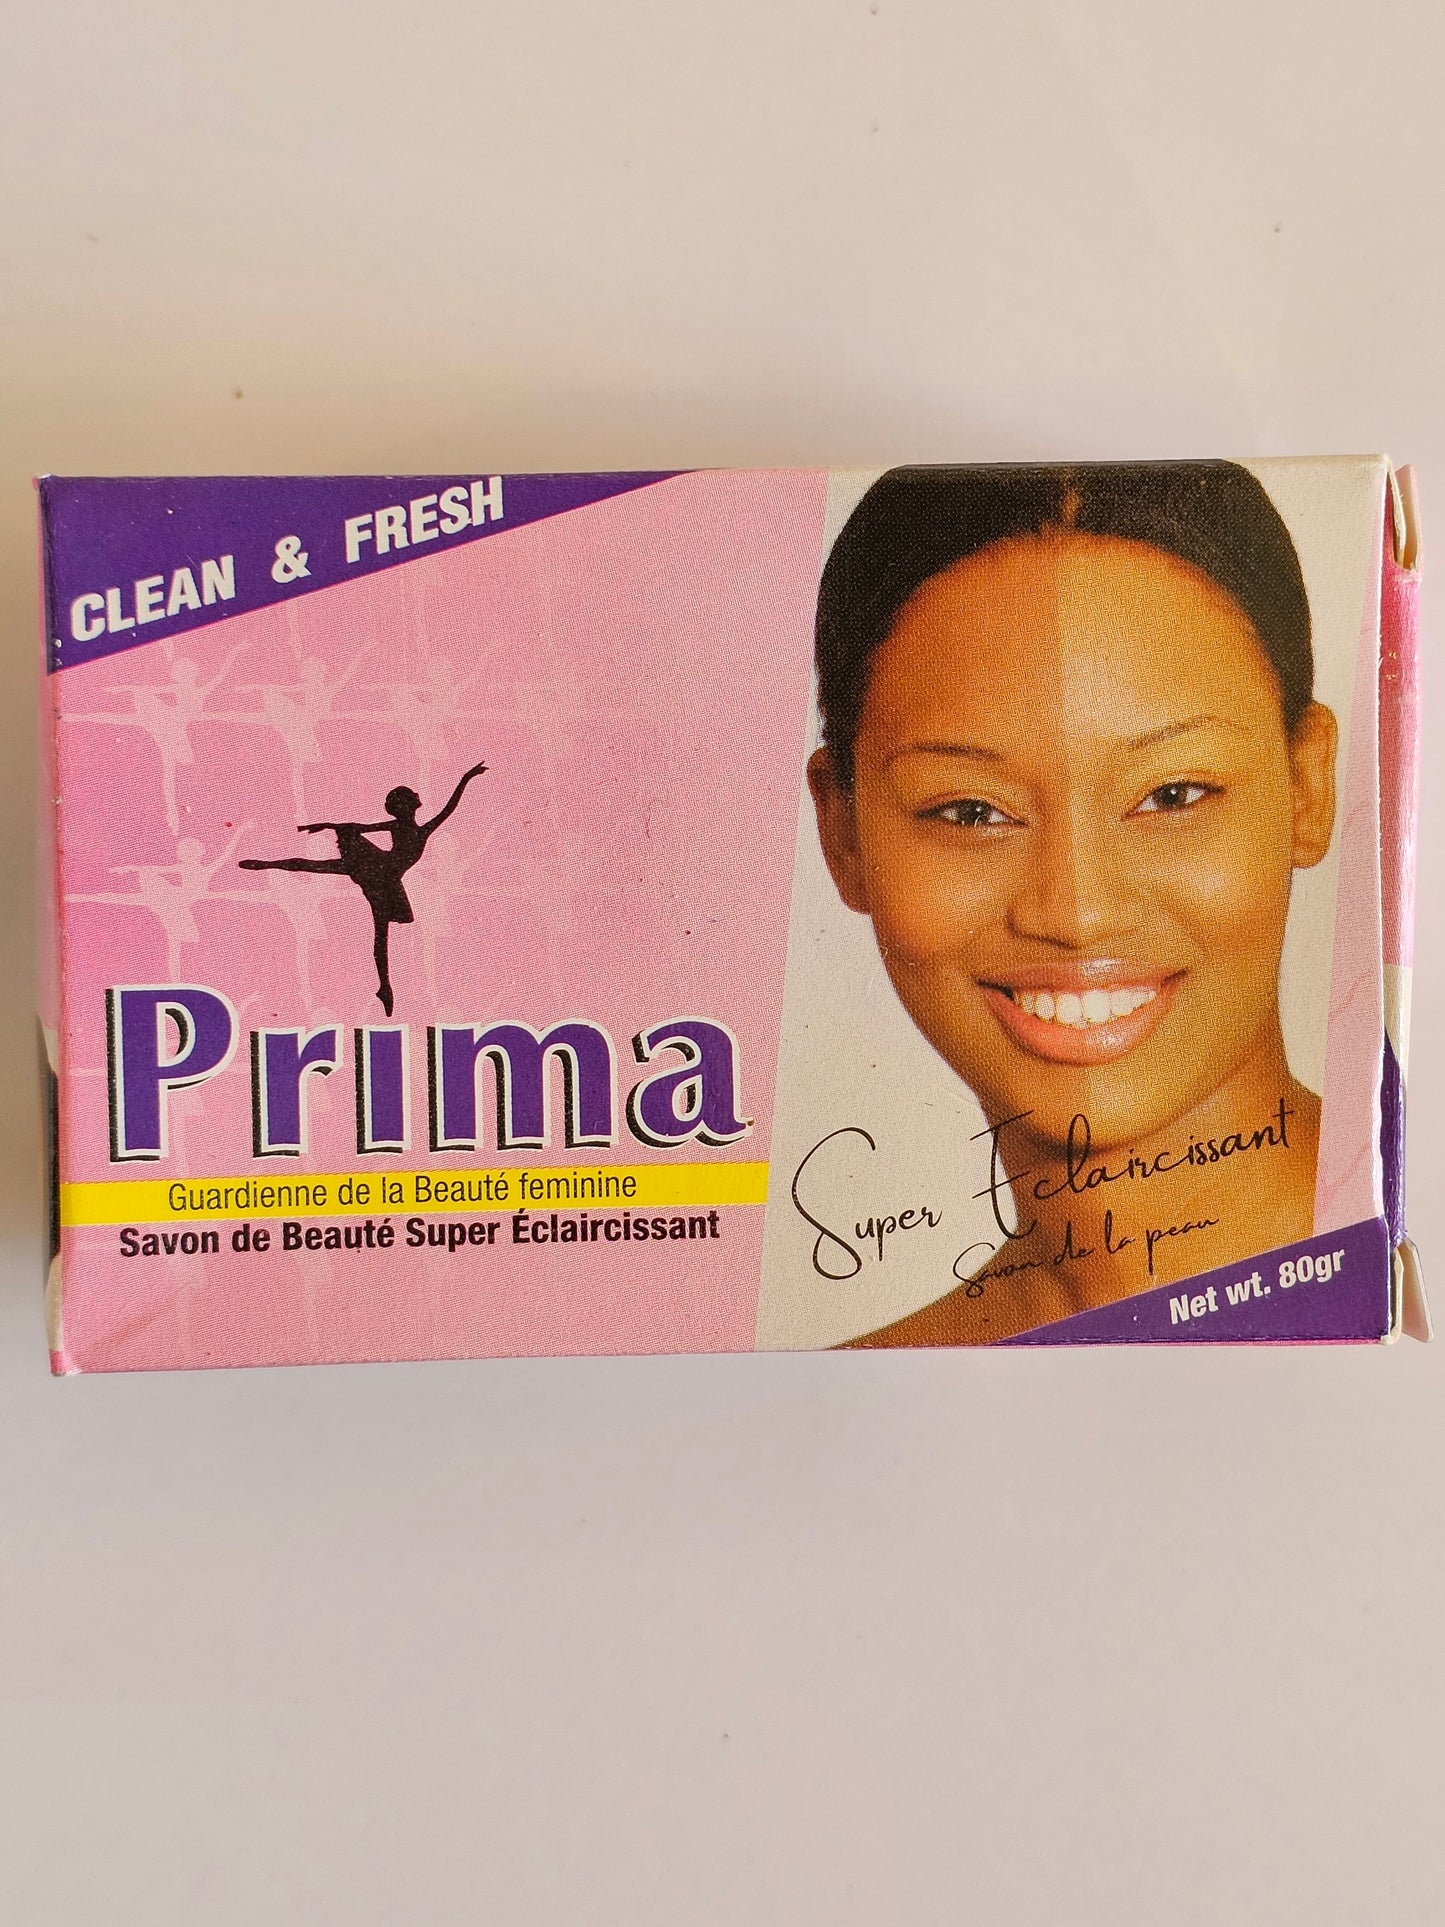 CLEAN & FRESH
Prima
Guardienne de la Beauté feminine
Savon de Beauté Super Éclaircissant
Super Eclaircissant
Savon de la peau
Net wt. 80gr